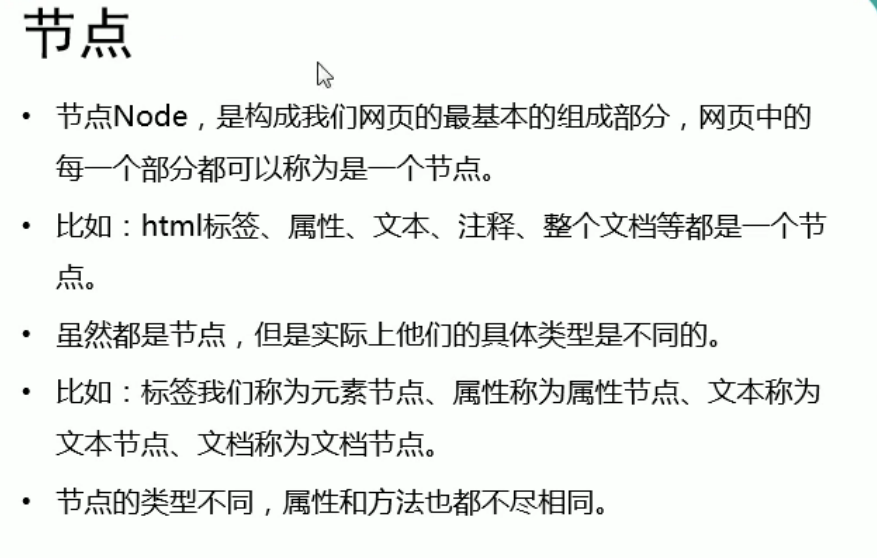 节点
• 节点Node，是构成我们网页的最基本的组成部分，网页中的
每一个部分都可以称为是一个节点。
• 比如：html标签、属性、文本、注释、整个文档等都是一个节
点。
• 虽然都是节点，但是实际上他们的具体类型是不同的。
• 比如：标签我们称为元素节点、属性称为属性节点、文本称为
文本节点、文档称为文档节点。
• 节点的类型不同，属性和方法也都不尽相同。